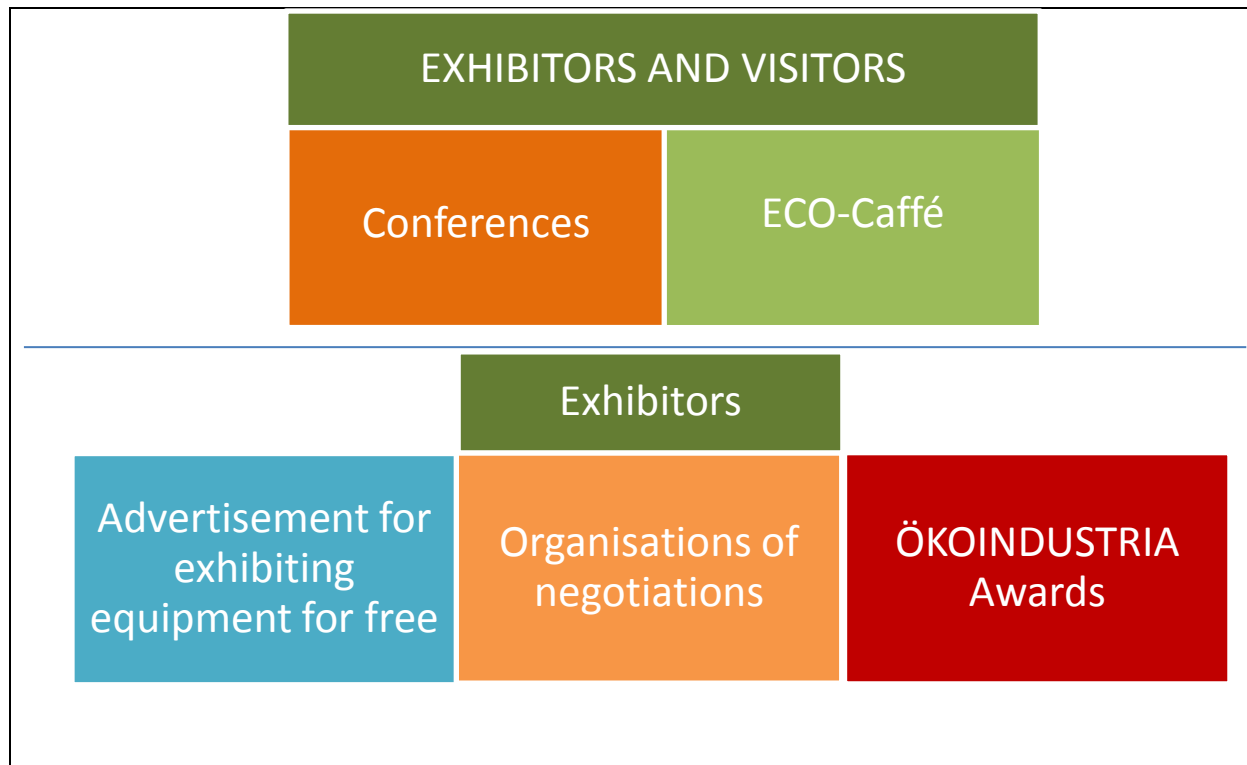 EXHIBITORS AND VISITORS
Conferences
ECO-Caffé
Exhibitors
Advertisement for
exhibiting
equipment for free
Organisations of
negotiations
ÖKOINDUSTRIA
Awards